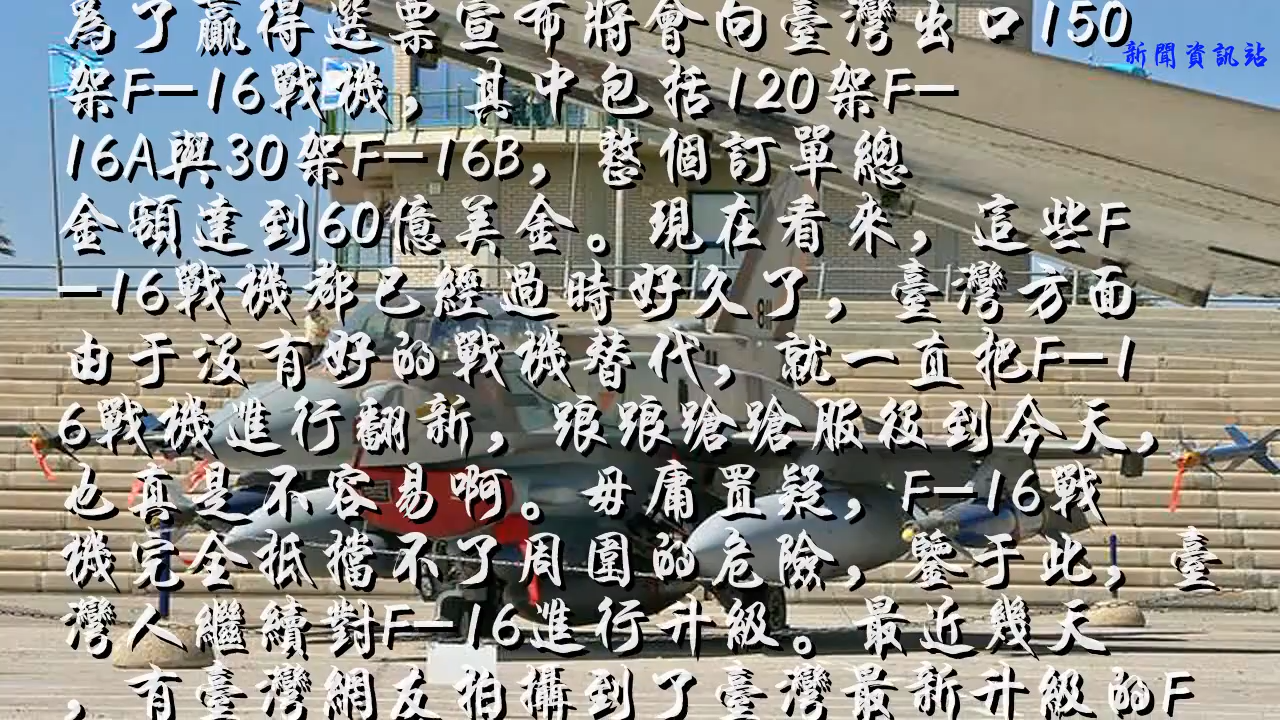 為了贏得選票宣布將會向臺灣出口150
新聞資訊站
架F-16戰機，其中包括120架F-
16A與30架F-16B，整個訂單總
金額達到60億美金。現在看來，這些F
-16戰機都已經過時好久了，臺灣方面
由于沒有好的戰機替代，就一直把F-1
6戰機進行翻新，踉踉蹌蹌服役到今天，
也真是不容易啊。毋庸置疑，F-16戰
機完全抵擋不了周圍的危險，鑒于此，臺
灣人繼續對F-16進行升級。最近幾天
，有臺灣網友拍攝到了臺灣最新升級的F